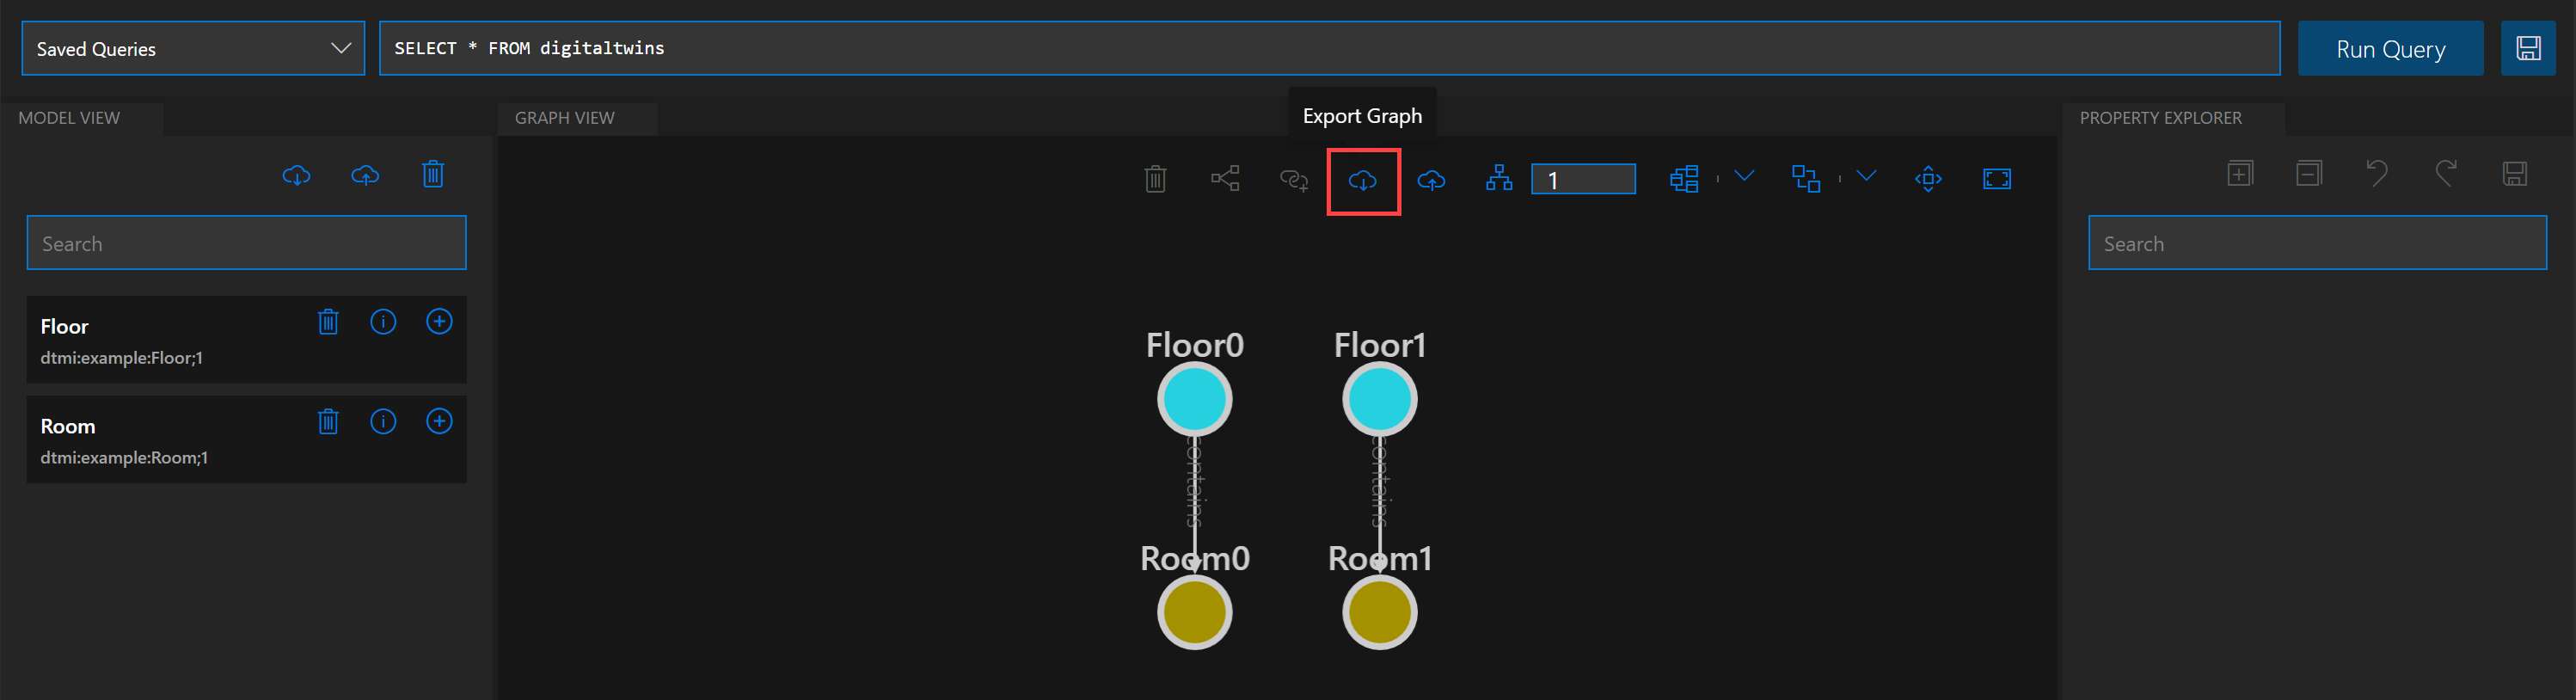 Saved Queries
SELECT * FROM digitaltwins
Run Query
Export Graph
MODEL VIEW
GRAPH VIEW
PROPERTY EXPLORER
1
Search
Search
Floor
dtmi:example:Floor;1
Room
dtmi:example:Room;1
Floor0
Floor1
contains
contains
Room0
Room1